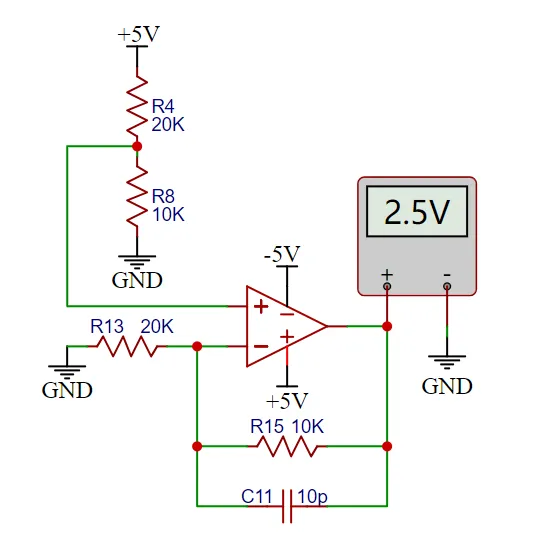 +5V
R4
20K
R8
10K
GND
2.5V
+ -
-5V
+
−
R13 20K
−
+
GND
GND
+5V
R15 10K
C11 10p